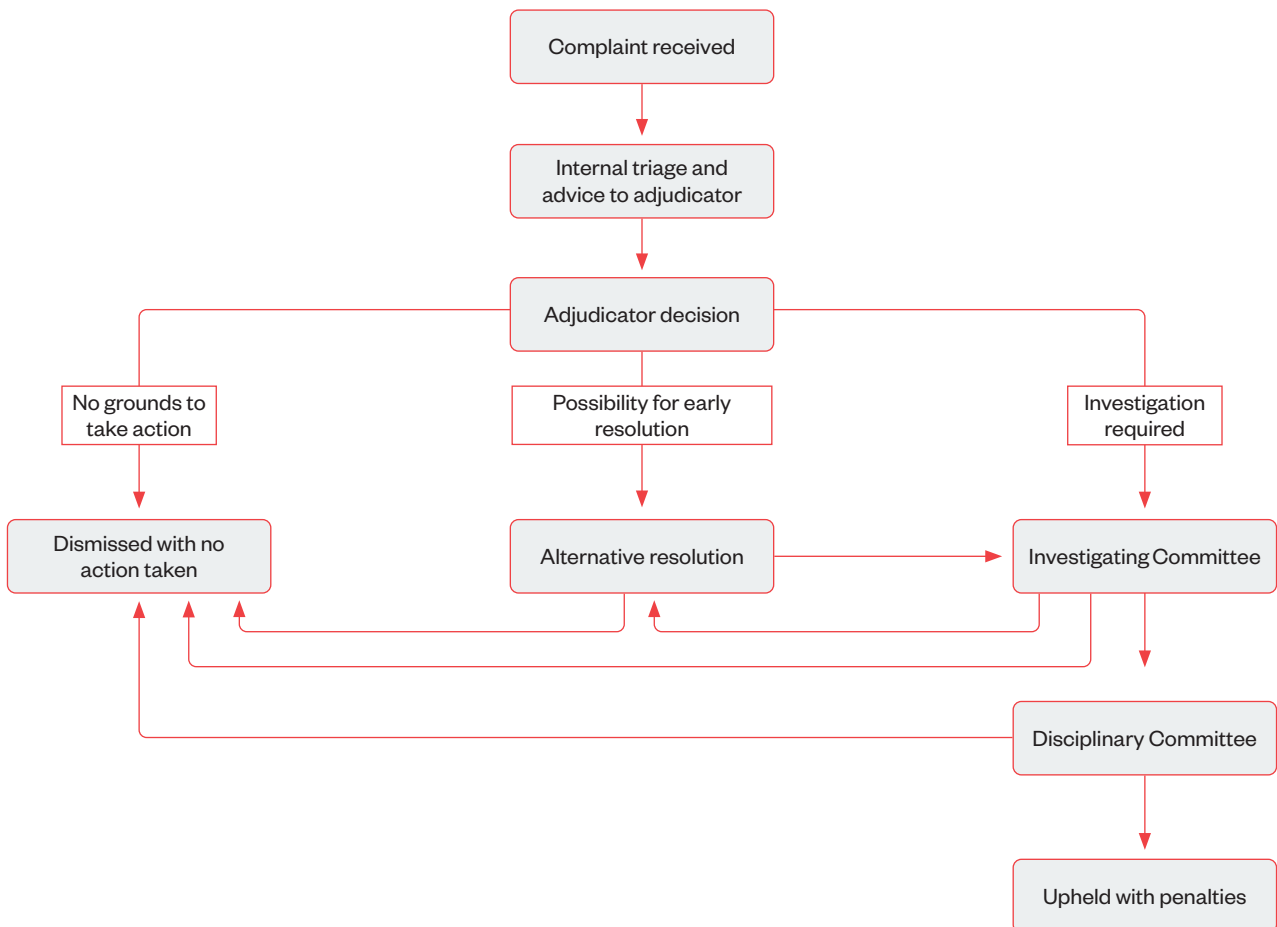 Complaint received
Internal triage and
advice to adjudicator
Adjudicator decision
No grounds to
take action
Possibility for early
resolution
Investigation
required
Dismissed with no
action taken
Alternative resolution
Investigating Committee
Disciplinary Committee
Upheld with penalties